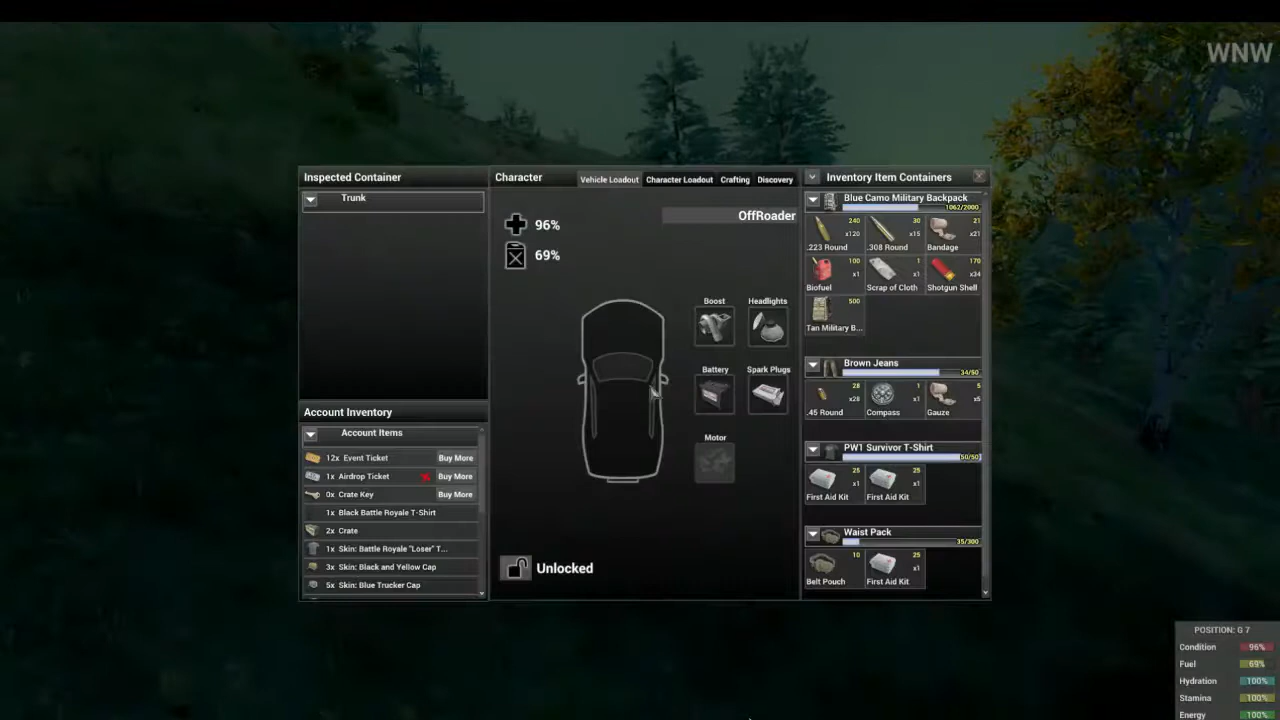 WNW
Inspected Container
Trunk
Account Inventory
Account Items
12x Event Ticket Buy More
1x Airdrop Ticket Buy More
0x Crate Key Buy More
1x Black Battle Royale T-Shirt
2x Crate
1x Skin: Battle Royale "Loser" T...
3x Skin: Black and Yellow Cap
5x Skin: Blue Trucker Cap
Character Vehicle Loadout Character Loadout Crafting Discovery
OffRoader
96%
69%
Boost Headlights
Battery Spark Plugs
Motor
Unlocked
Inventory Item Containers
Blue Camo Military Backpack
1062/2000
240 30 21
x120 x15 x21
.223 Round .308 Round Bandage
100 1 170
x1 x1 x34
Biofuel Scrap of Cloth Shotgun Shell
500
Tan Military B...
Brown Jeans
34/50
28 1 5
x28 x1 x5
.45 Round Compass Gauze
PW1 Survivor T-Shirt
50/50
25 25
x1 x1
First Aid Kit First Aid Kit
Waist Pack
35/300
10 25
x1
Belt Pouch First Aid Kit
POSITION: G 7
Condition 96%
Fuel 69%
Hydration 100%
Stamina 100%
Energy 100%